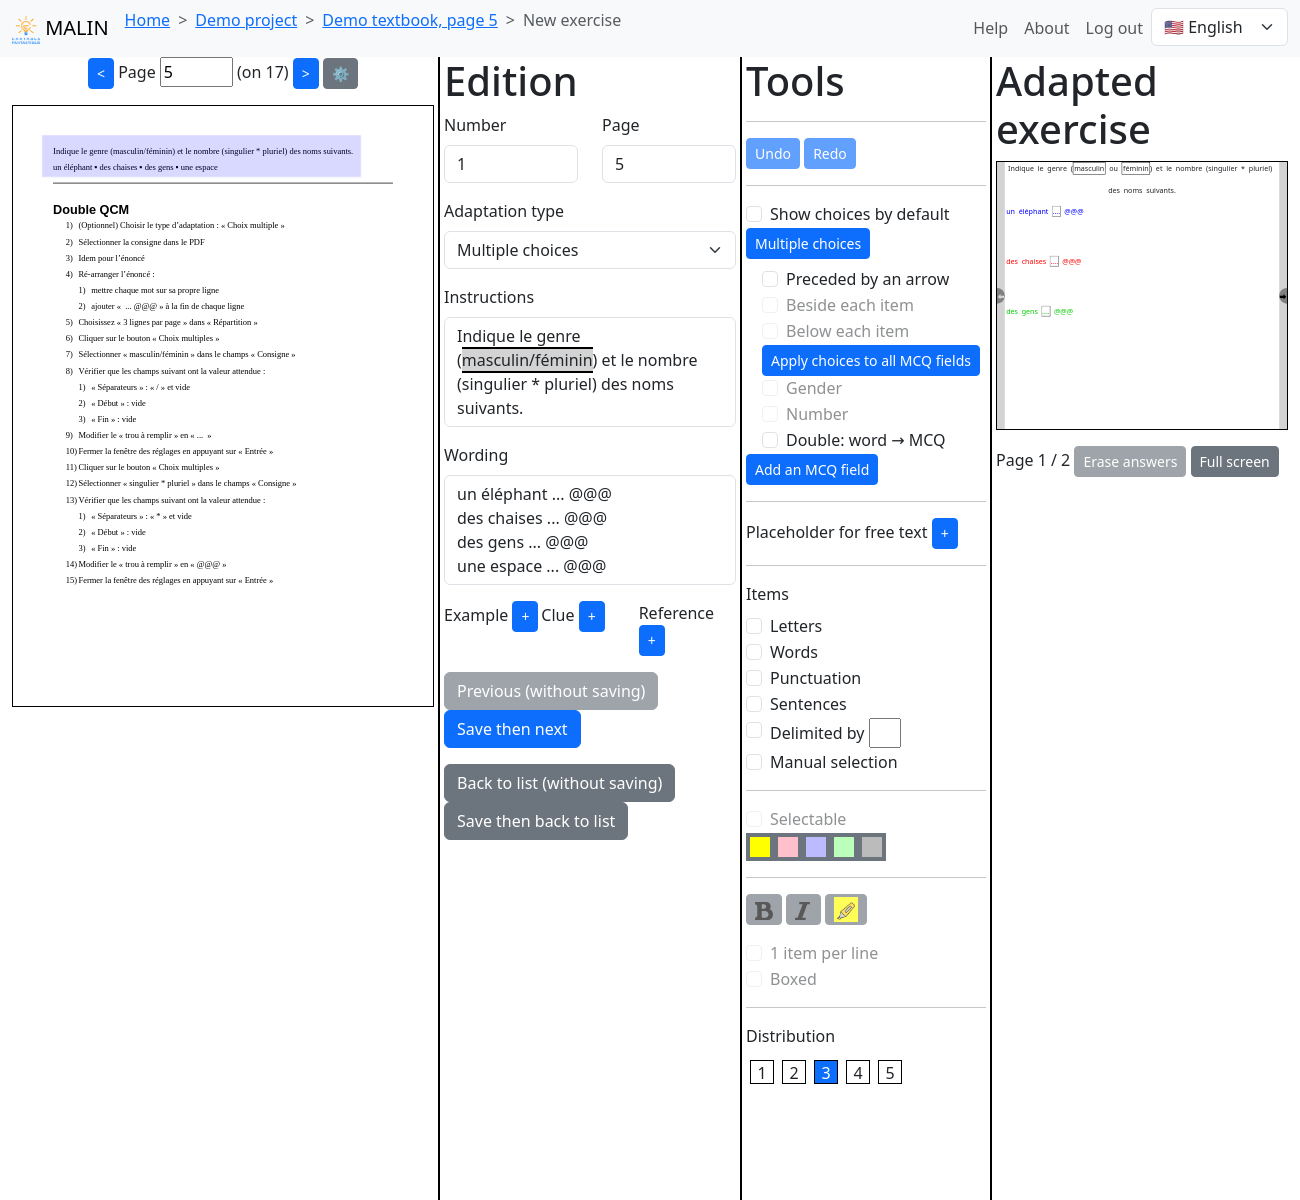 MALIN
Home > Demo project > Demo textbook, page 5 > New exercise
Help About Log out 🇺🇸 English
< Page 5 (on 17) > ⚙️
Indique le genre (masculin/féminin) et le nombre (singulier * pluriel) des noms suivants.
un éléphant • des chaises • des gens • une espace
Double QCM
1) (Optionnel) Choisir le type d'adaptation : « Choix multiple »
2) Sélectionner la consigne dans le PDF
3) Idem pour l'énoncé
4) Ré-arranger l'énoncé :
1) mettre chaque mot sur sa propre ligne
2) ajouter « ... @@@ » à la fin de chaque ligne
5) Choisissez « 3 lignes par page » dans « Répartition »
6) Cliquer sur le bouton « Choix multiples »
7) Sélectionner « masculin/féminin » dans le champs « Consigne »
8) Vérifier que les champs suivant ont la valeur attendue :
1) « Séparateurs » : « / » et vide
2) « Début » : vide
3) « Fin » : vide
9) Modifier le « trou à remplir » en « ... »
10) Fermer la fenêtre des réglages en appuyant sur « Entrée »
11) Cliquer sur le bouton « Choix multiples »
12) Sélectionner « singulier * pluriel » dans le champs « Consigne »
13) Vérifier que les champs suivant ont la valeur attendue :
1) « Séparateurs » : « * » et vide
2) « Début » : vide
3) « Fin » : vide
14) Modifier le « trou à remplir » en « @@@ »
15) Fermer la fenêtre des réglages en appuyant sur « Entrée »
Edition
Number Page
1 5
Adaptation type
Multiple choices
Instructions
Indique le genre
(masculin/féminin) et le nombre
(singulier * pluriel) des noms
suivants.
Wording
un éléphant ... @@@
des chaises ... @@@
des gens ... @@@
une espace ... @@@
Example + Clue + Reference
+
Previous (without saving)
Save then next
Back to list (without saving)
Save then back to list
Tools
Undo Redo
Show choices by default
Multiple choices
Preceded by an arrow
Beside each item
Below each item
Apply choices to all MCQ fields
Gender
Number
Double: word → MCQ
Add an MCQ field
Placeholder for free text +
Items
Letters
Words
Punctuation
Sentences
Delimited by
Manual selection
Selectable
B I
1 item per line
Boxed
Distribution
1 2 3 4 5
Adapted
exercise
Indique le genre (masculin ou féminin) et le nombre (singulier * pluriel)
des noms suivants.
un éléphant .... @@@
des chaises .... @@@
des gens .... @@@
Page 1 / 2 Erase answers Full screen